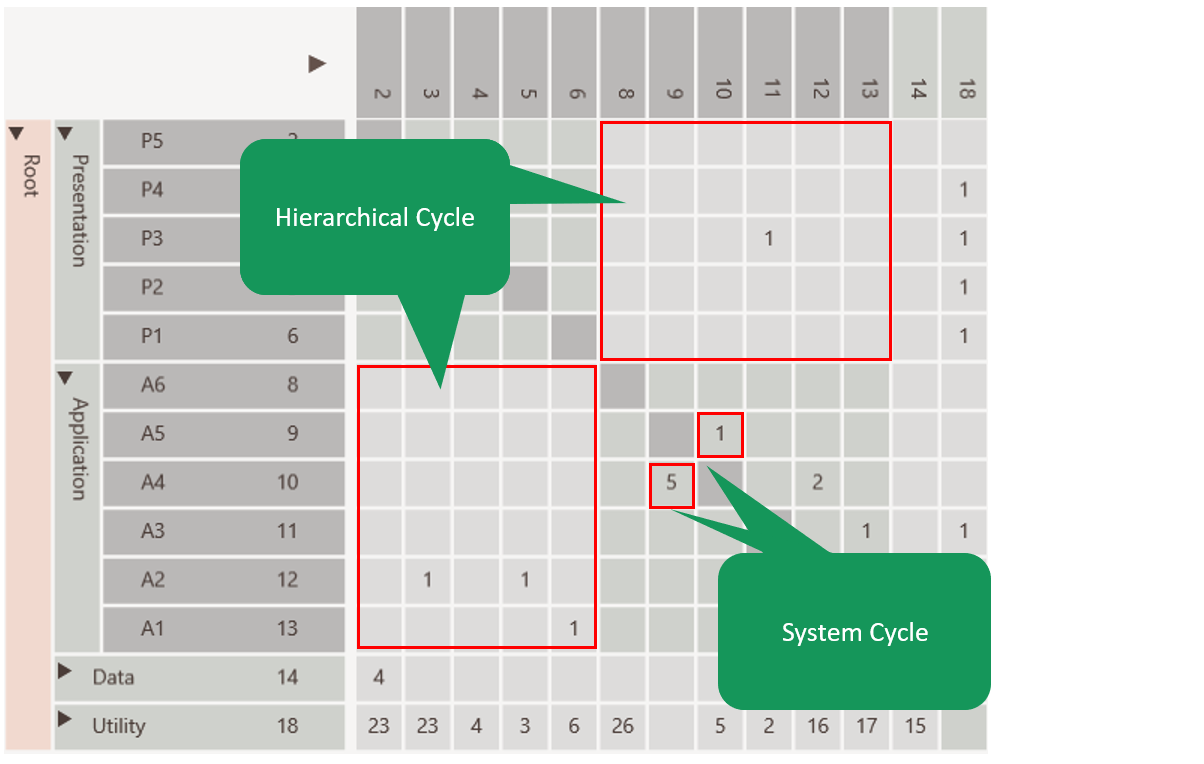 2 3 4 5 6 8 9 10 11 12 13 14 18
Root
Presentation
P5
P4 1
Hierarchical Cycle
P3 1 1
P2 1
P1 6 1
Application
A6 8
A5 9 1
A4 10 5 2
A3 11 1 1
A2 12 1 1
A1 13 1
System Cycle
Data 14 4
Utility 18 23 23 4 3 6 26 5 2 16 17 15